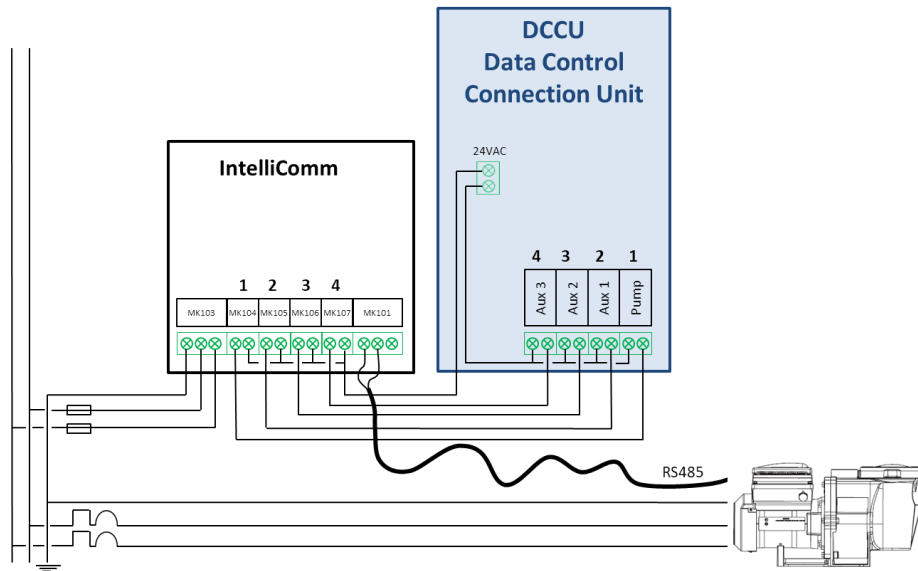 DCCU
Data Control
Connection Unit
24VAC
IntelliComm
4 3 2 1
Aux 3 Aux 2 Aux 1 Pump
1 2 3 4
MK103 MK104 MK105 MK106 MK107 MK101
RS485